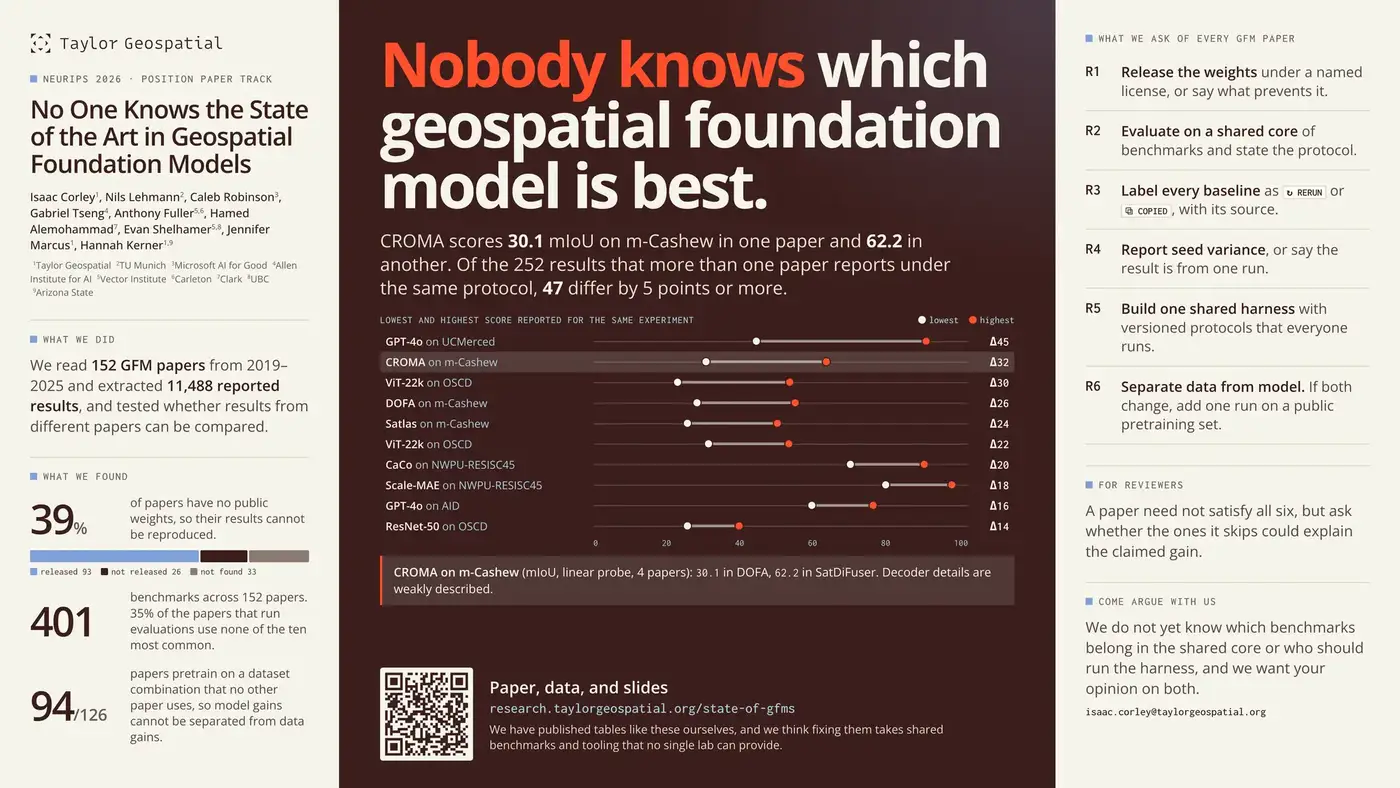 Taylor Geospatial
NEURIPS 2026 · POSITION PAPER TRACK
No One Knows the State
of the Art in Geospatial
Foundation Models
Isaac Corley¹, Nils Lehmann², Caleb Robinson³,
Gabriel Tseng⁴, Anthony Fuller⁵,⁶, Hamed
Alemohammad⁷, Evan Shelhamer⁵,⁸, Jennifer
Marcus¹, Hannah Kerner¹,⁹
¹Taylor Geospatial ²TU Munich ³Microsoft AI for Good ⁴Allen
Institute for AI ⁵Vector Institute ⁶Carleton ⁷Clark ⁸UBC
⁹Arizona State
WHAT WE DID
We read 152 GFM papers from 2019–
2025 and extracted 11,488 reported
results, and tested whether results from
different papers can be compared.
WHAT WE FOUND
39%
of papers have no public
weights, so their results cannot
be reproduced.
released 93 not released 26 not found 33
401
benchmarks across 152 papers.
35% of the papers that run
evaluations use none of the ten
most common.
94/126
papers pretrain on a dataset
combination that no other
paper uses, so model gains
cannot be separated from data
gains.
Nobody knows which
geospatial foundation
model is best.
CROMA scores 30.1 mIoU on m-Cashew in one paper and 62.2 in
another. Of the 252 results that more than one paper reports under
the same protocol, 47 differ by 5 points or more.
LOWEST AND HIGHEST SCORE REPORTED FOR THE SAME EXPERIMENT lowest highest
GPT-4o on UCMerced Δ45
CROMA on m-Cashew Δ32
ViT-22k on OSCD Δ30
DOFA on m-Cashew Δ26
Satlas on m-Cashew Δ24
ViT-22k on OSCD Δ22
CaCo on NWPU-RESISC45 Δ20
Scale-MAE on NWPU-RESISC45 Δ18
GPT-4o on AID Δ16
ResNet-50 on OSCD Δ14
0 20 40 60 80 100
CROMA on m-Cashew (mIoU, linear probe, 4 papers): 30.1 in DOFA, 62.2 in SatDiFuser. Decoder details are
weakly described.
Paper, data, and slides
research.taylorgeospatial.org/state-of-gfms
We have published tables like these ourselves, and we think fixing them takes shared
benchmarks and tooling that no single lab can provide.
WHAT WE ASK OF EVERY GFM PAPER
R1 Release the weights under a named
license, or say what prevents it.
R2 Evaluate on a shared core of
benchmarks and state the protocol.
R3 Label every baseline as ↻ RERUN or
COPIED, with its source.
R4 Report seed variance, or say the
result is from one run.
R5 Build one shared harness with
versioned protocols that everyone
runs.
R6 Separate data from model. If both
change, add one run on a public
pretraining set.
FOR REVIEWERS
A paper need not satisfy all six, but ask
whether the ones it skips could explain
the claimed gain.
COME ARGUE WITH US
We do not yet know which benchmarks
belong in the shared core or who should
run the harness, and we want your
opinion on both.
isaac.corley@taylorgeospatial.org